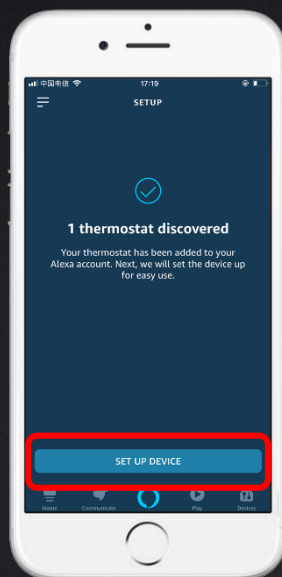 中国电信 17:19
SETUP
1 thermostat discovered
Your thermostat has been added to your
Alexa account. Next, we will set the device up
for easy use.
SET UP DEVICE
Home Communicate Play Devices